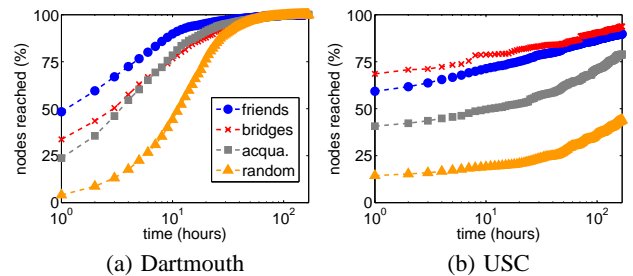 nodes reached (%)
100
75
50
25
0
10^0
10^1
10^2
time (hours)
friends
bridges
acqua.
random
(a) Dartmouth
nodes reached (%)
100
75
50
25
0
10^0
10^1
10^2
time (hours)
(b) USC